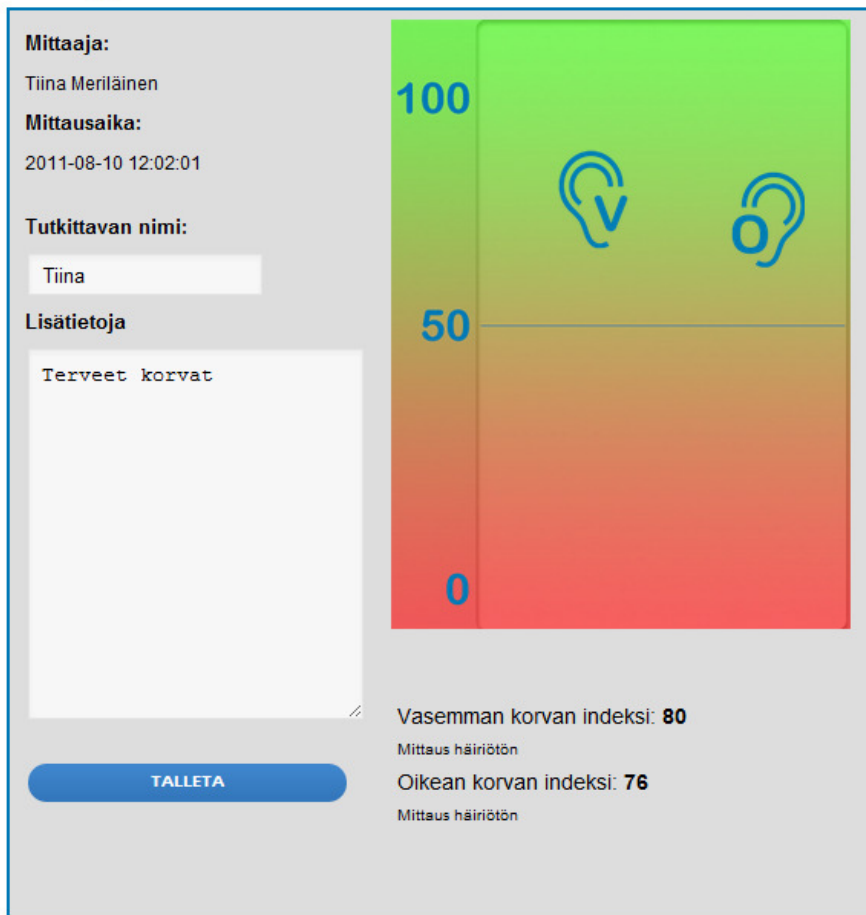 Mittaaja:
Tiina Meriläinen
Mittausaika:
2011-08-10 12:02:01
Tutkittavan nimi:
Tiina
Lisätietoja
Terveet korvat
TALLETA
100
V
O
50
0
Vasemman korvan indeksi: 80
Mittaus häiriötön
Oikean korvan indeksi: 76
Mittaus häiriötön